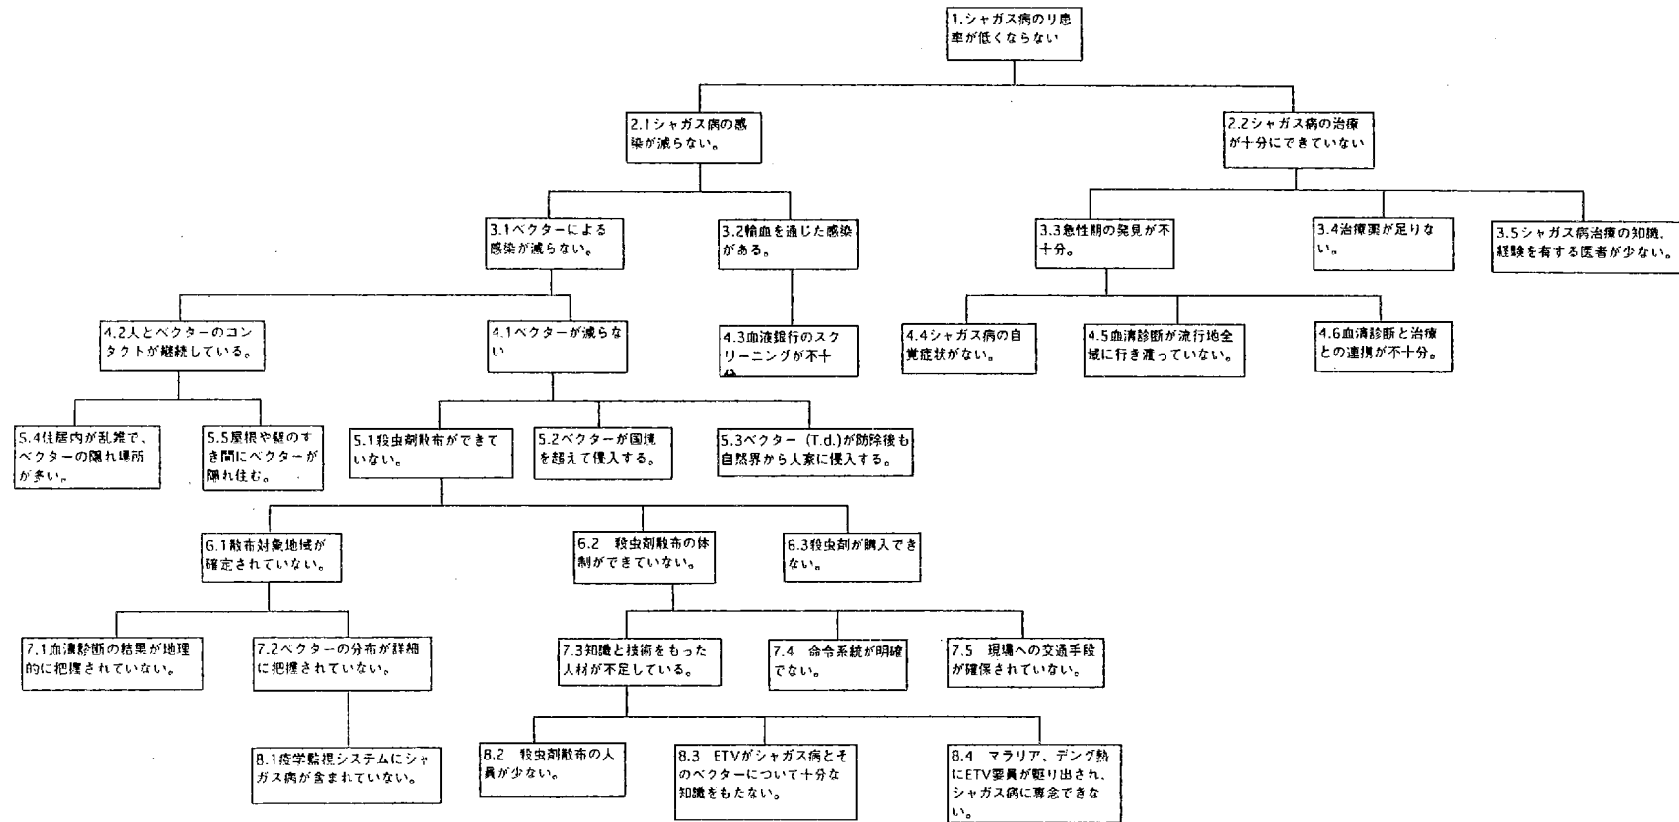 1.シャガス病のり患
率が低くならない
2.1シャガス病の感
染が減らない。
2.2シャガス病の治療
が十分にできていない
3.1ベクターによる
感染が減らない。
3.2輸血を通じた感染
がある。
3.3急性期の発見が不
十分。
3.4治療薬が足りな
い。
3.5シャガス病治療の知識、
経験を有する医者が少ない。
4.2人とベクターのコン
タクトが継続している。
4.1ベクターが減らな
い
4.3血液銀行のスク
リーニングが不十
分
4.4シャガス病の自
覚症状がない。
4.5血清診断が流行地全
域に行き渡っていない。
4.6血清診断と治療
との連携が不十分。
5.4住居内が乱雑で、
ベクターの隠れ場所
が多い。
5.5屋根や壁のす
き間にベクターが
隠れ住む。
5.1殺虫剤散布ができて
いない。
5.2ベクターが国境
を超えて侵入する。
5.3ベクター (T.d.)が防除後も
自然界から人家に侵入する。
6.1散布対象地域が
確定されていない。
6.2 殺虫剤散布の体
制ができていない。
6.3殺虫剤が購入でき
ない。
7.1血清診断の結果が地理
的に把握されていない。
7.2ベクターの分布が詳細
に把握されていない。
7.3知識と技術をもった
人材が不足している。
7.4 命令系統が明確
でない。
7.5 現場への交通手段
が確保されていない。
8.1疫学監視システムにシャ
ガス病が含まれていない。
8.2 殺虫剤散布の人
員が少ない。
8.3 ETVがシャガス病とそ
のベクターについて十分な
知識をもたない。
8.4 マラリア、デング熱
にETV要員が駆り出され、
シャガス病に専念できな
い。